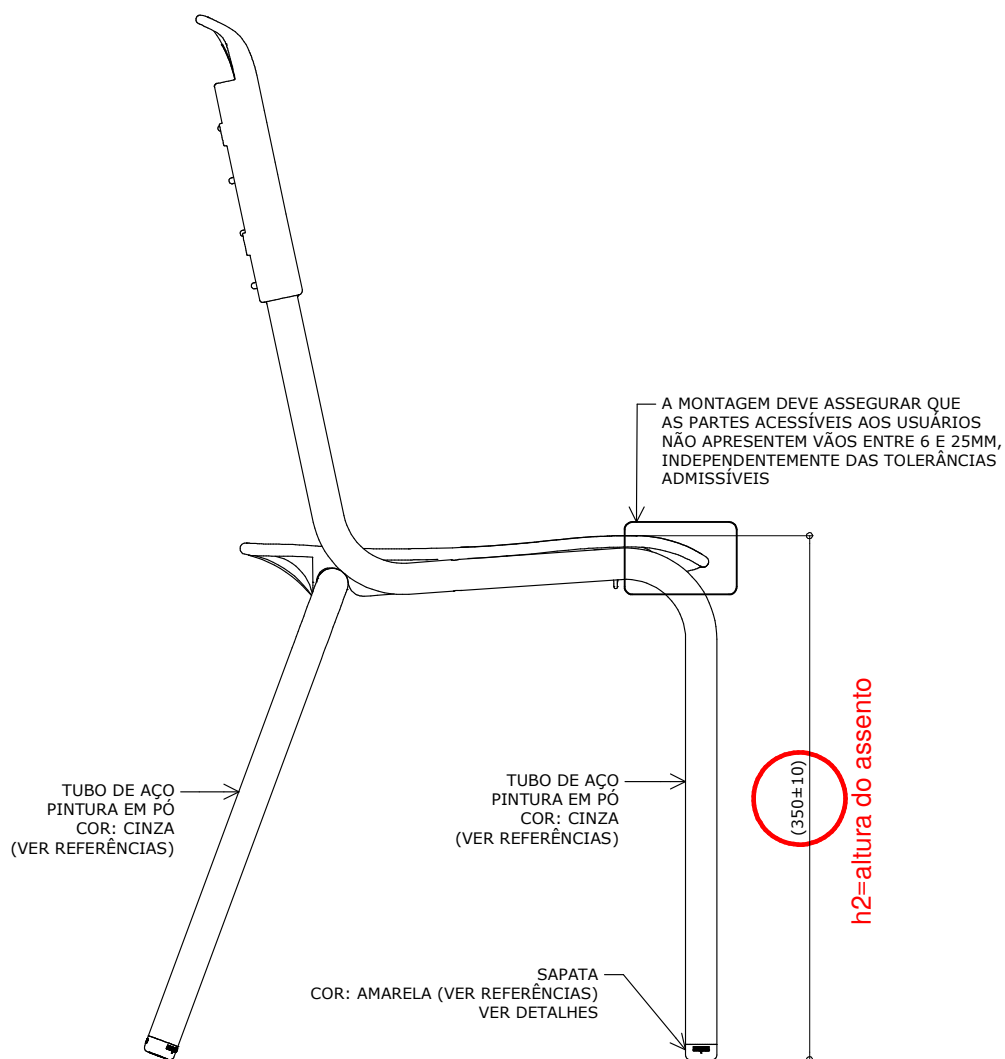 A MONTAGEM DEVE ASSEGURAR QUE
AS PARTES ACESSÍVEIS AOS USUÁRIOS
NÃO APRESENTEM VÃOS ENTRE 6 E 25MM,
INDEPENDENTEMENTE DAS TOLERÂNCIAS
ADMISSÍVEIS
TUBO DE AÇO
PINTURA EM PÓ
COR: CINZA
(VER REFERÊNCIAS)
TUBO DE AÇO
PINTURA EM PÓ
COR: CINZA
(VER REFERÊNCIAS)
(350±10)
h2=altura do assento
SAPATA
COR: AMARELA (VER REFERÊNCIAS)
VER DETALHES